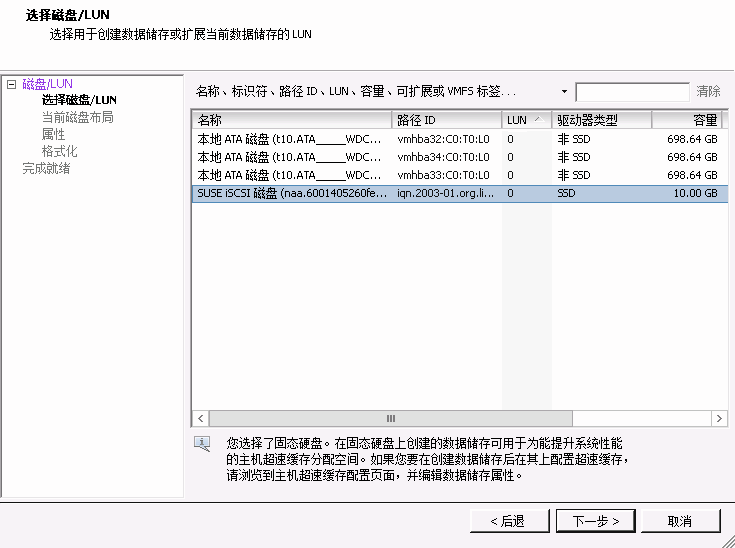 选择磁盘/LUN
选择用于创建数据储存或扩展当前数据储存的 LUN
磁盘/LUN
选择磁盘/LUN
当前磁盘布局
属性
格式化
完成就绪
名称、标识符、路径 ID、LUN、容量、可扩展或 VMFS 标签... 清除
名称 路径 ID LUN 驱动器类型 容量
本地 ATA 磁盘 (t10.ATA_____WDC... vmhba32:C0:T0:L0 0 非 SSD 698.64 GB
本地 ATA 磁盘 (t10.ATA_____WDC... vmhba34:C0:T0:L0 0 非 SSD 698.64 GB
本地 ATA 磁盘 (t10.ATA_____WDC... vmhba33:C0:T0:L0 0 非 SSD 698.64 GB
SUSE iSCSI 磁盘 (naa.6001405260fe... iqn.2003-01.org.li... 0 SSD 10.00 GB
您选择了固态硬盘。在固态硬盘上创建的数据储存可用于为能提升系统性能
的主机超速缓存分配空间。如果您要在创建数据储存后在其上配置超速缓存，
请浏览到主机超速缓存配置页面，并编辑数据储存属性。
< 后退 下一步 > 取消